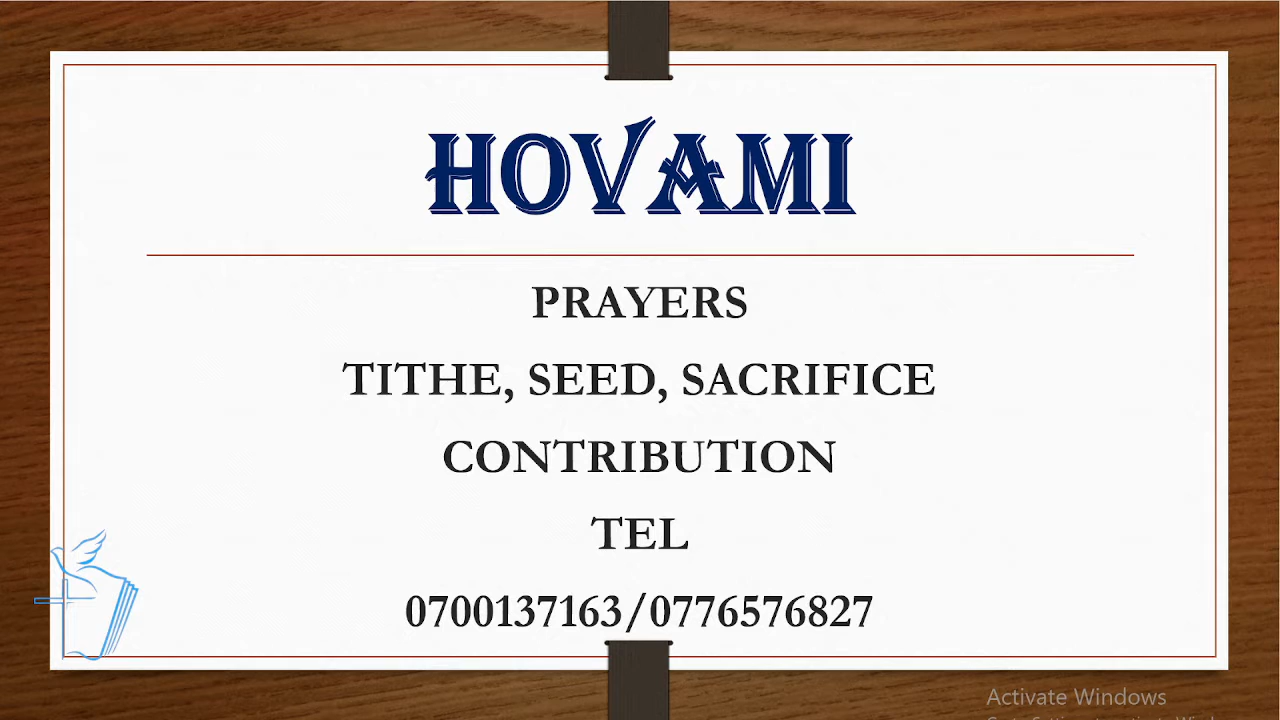 HOVAMI
PRAYERS
TITHE, SEED, SACRIFICE
CONTRIBUTION
TEL
0700137163/0776576827
Activate Windows